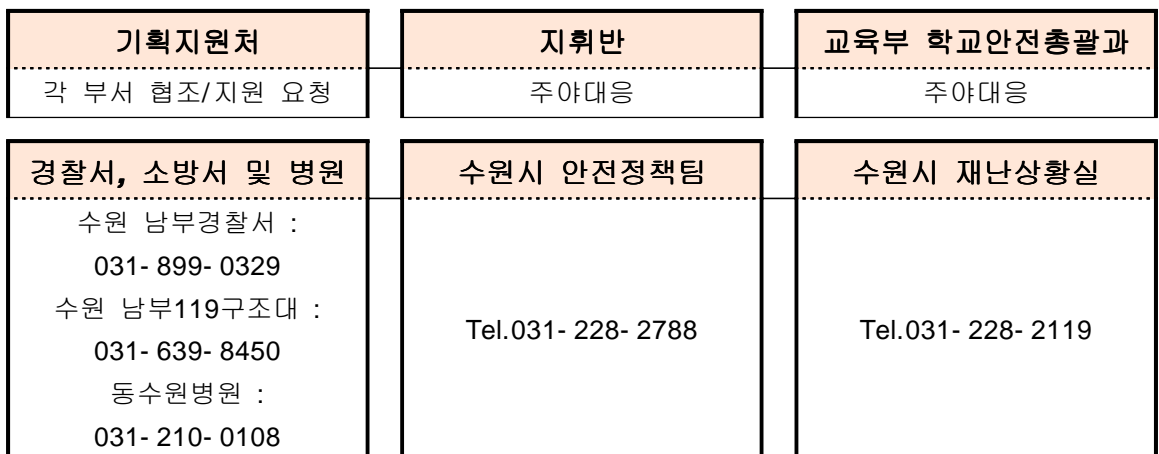 기획지원처
각 부서 협조/지원 요청
지휘반
주야대응
교육부 학교안전총괄과
주야대응
경찰서, 소방서 및 병원
수원 남부경찰서 :
031- 899- 0329
수원 남부119구조대 :
031- 639- 8450
동수원병원 :
031- 210- 0108
수원시 안전정책팀
Tel.031- 228- 2788
수원시 재난상황실
Tel.031- 228- 2119